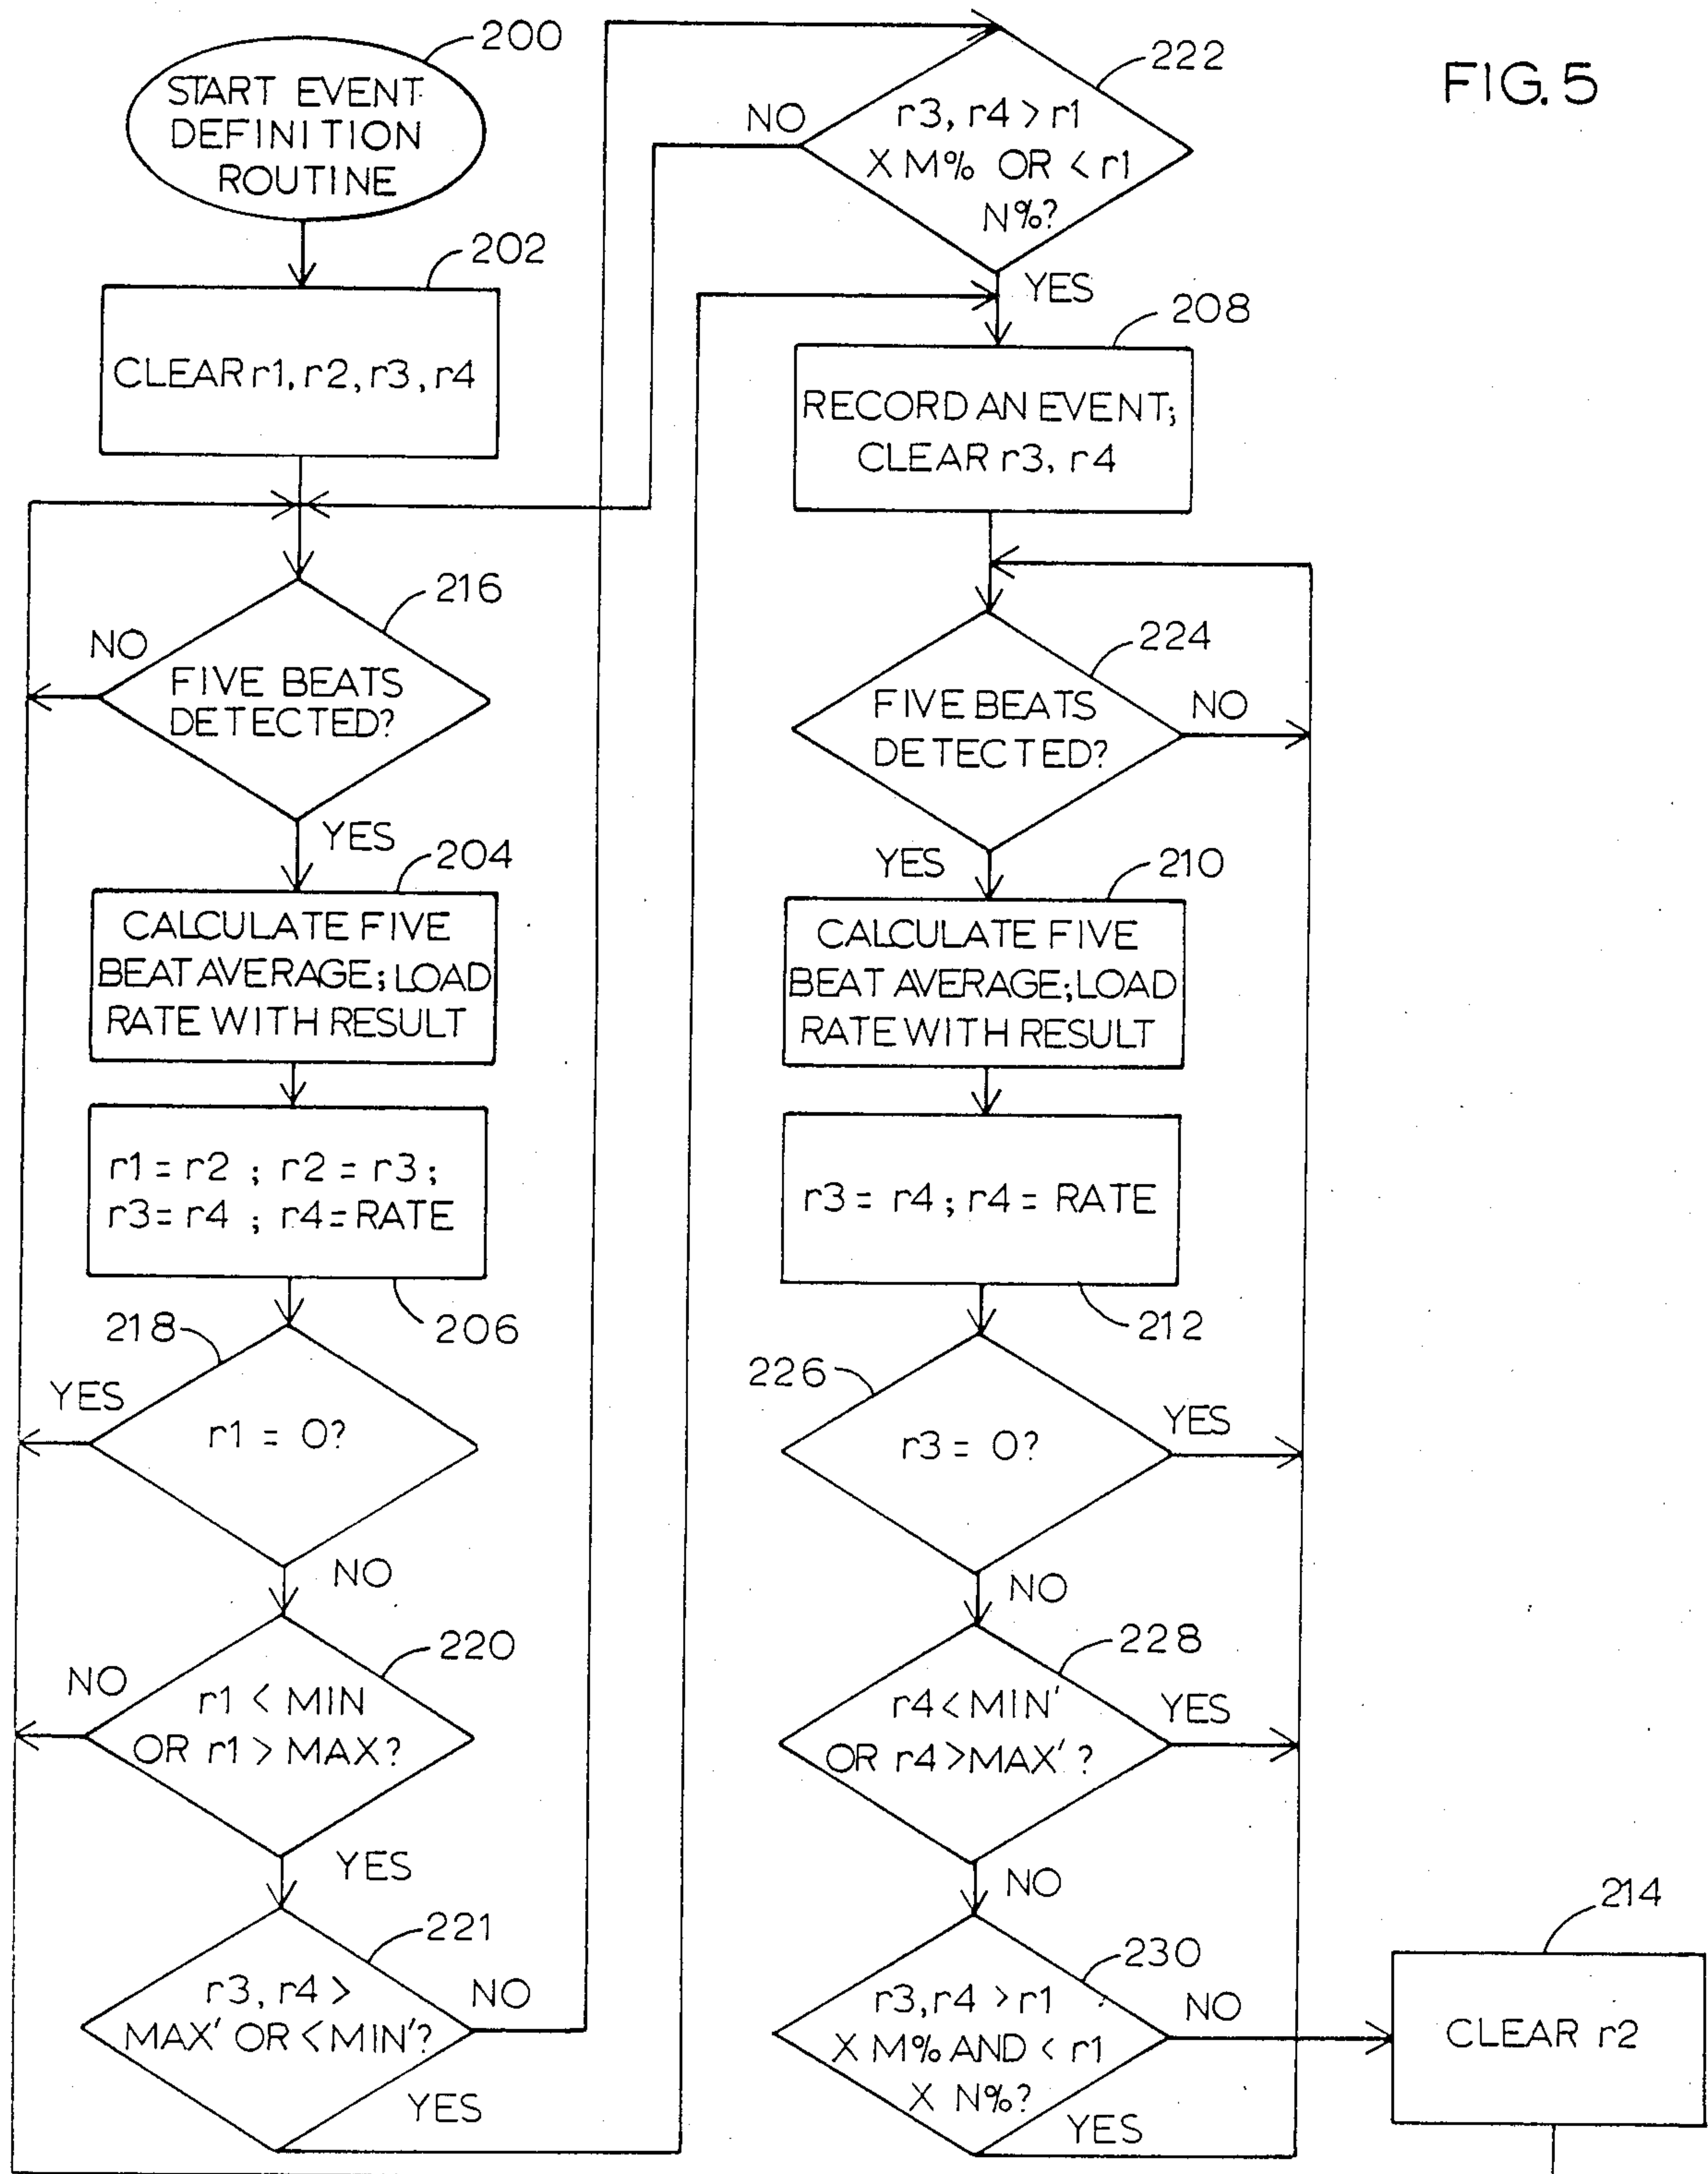 FIG. 5
200
START EVENT
DEFINITION
ROUTINE
202
CLEAR r1, r2, r3, r4
216
NO
FIVE BEATS
DETECTED?
YES
204
CALCULATE FIVE
BEAT AVERAGE; LOAD
RATE WITH RESULT
r1 = r2 ; r2 = r3 ;
r3 = r4 ; r4 = RATE
206
218
YES
r1 = 0?
NO
220
NO
r1 < MIN
OR r1 > MAX?
YES
221
r3, r4 >
MAX' OR < MIN'?
NO
YES
222
NO
r3, r4 > r1
X M% OR < r1
N%?
YES
208
RECORD AN EVENT;
CLEAR r3, r4
224
FIVE BEATS
DETECTED?
NO
YES
210
CALCULATE FIVE
BEAT AVERAGE; LOAD
RATE WITH RESULT
r3 = r4 ; r4 = RATE
212
226
YES
r3 = 0?
NO
228
r4 < MIN'
OR r4 > MAX' ?
YES
NO
230
r3, r4 > r1
X M% AND < r1
X N%?
NO
YES
214
CLEAR r2